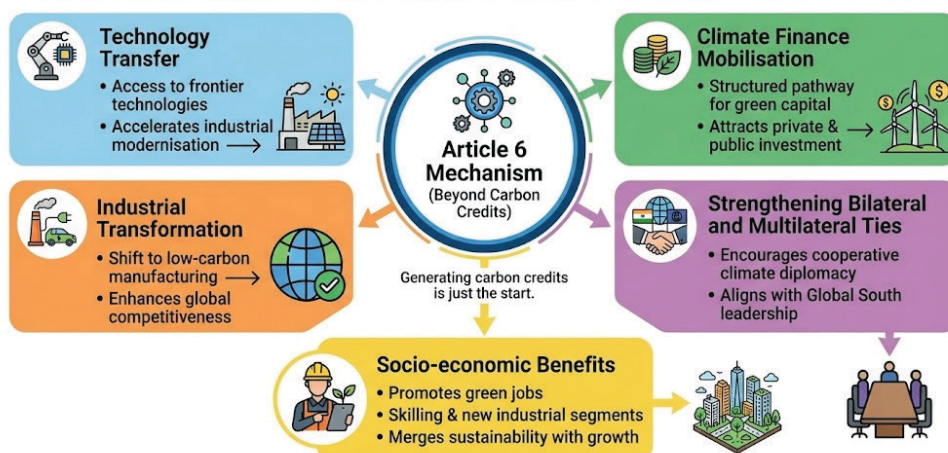 Technology
Transfer
• Access to frontier
technologies
• Accelerates industrial
modernisation
Article 6
Mechanism
(Beyond Carbon
Credits)
Generating carbon credits
is just the start.
Climate Finance
Mobilisation
• Structured pathway
for green capital
• Attracts private &
public investment
$
$
Industrial
Transformation
• Shift to low-carbon
manufacturing
• Enhances global
competitiveness
Strengthening Bilateral
and Multilateral Ties
• Encourages cooperative
climate diplomacy
• Aligns with Global South
leadership
Socio-economic Benefits
• Promotes green jobs
• Skilling & new industrial segments
• Merges sustainability with growth